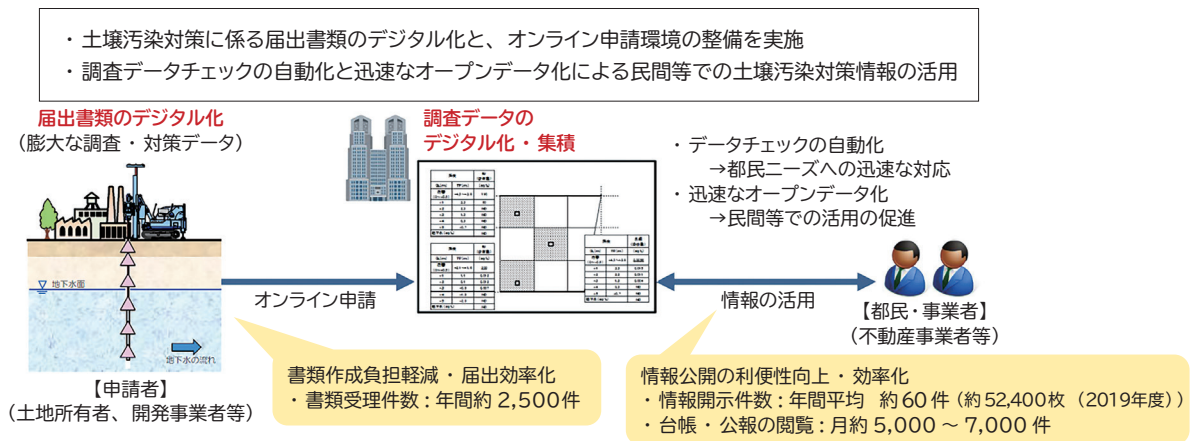 ・土壌汚染対策に係る届出書類のデジタル化と、オンライン申請環境の整備を実施
・調査データチェックの自動化と迅速なオープンデータ化による民間等での土壌汚染対策情報の活用
届出書類のデジタル化
（膨大な調査・対策データ）
調査データの
デジタル化・集積
・データチェックの自動化
→都民ニーズへの迅速な対応
・迅速なオープンデータ化
→民間等での活用の促進
地下水面
地下水の流れ
オンライン申請
情報の活用
【申請者】
（土地所有者、開発事業者等）
【都民・事業者】
（不動産事業者等）
書類作成負担軽減・届出効率化
・書類受理件数：年間約 2,500件
情報公開の利便性向上・効率化
・情報開示件数：年間平均 約60件（約52,400枚 （2019年度））
・台帳・公報の閲覧：月約 5,000 ～ 7,000 件